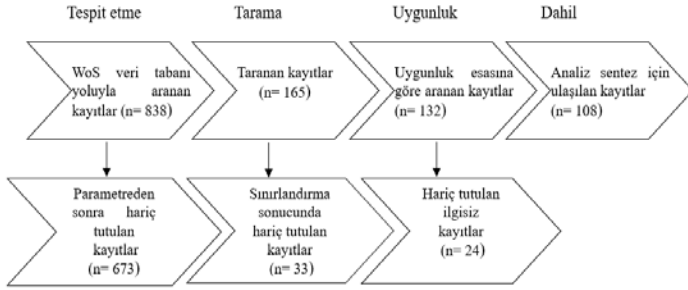 Tespit etme
Tarama
Uygunluk
Dahil
WoS veri tabanı
yoluyla aranan
kayıtlar (n= 838)
Taranan kayıtlar
(n= 165)
Uygunluk esasına
göre aranan kayıtlar
(n= 132)
Analiz sentez için
ulaşılan kayıtlar
(n= 108)
Parametreden
sonra hariç
tutulan
kayıtlar
(n= 673)
Sınırlandırma
sonucunda
hariç tutulan
kayıtlar
(n= 33)
Hariç tutulan
ilgisiz
kayıtlar
(n= 24)